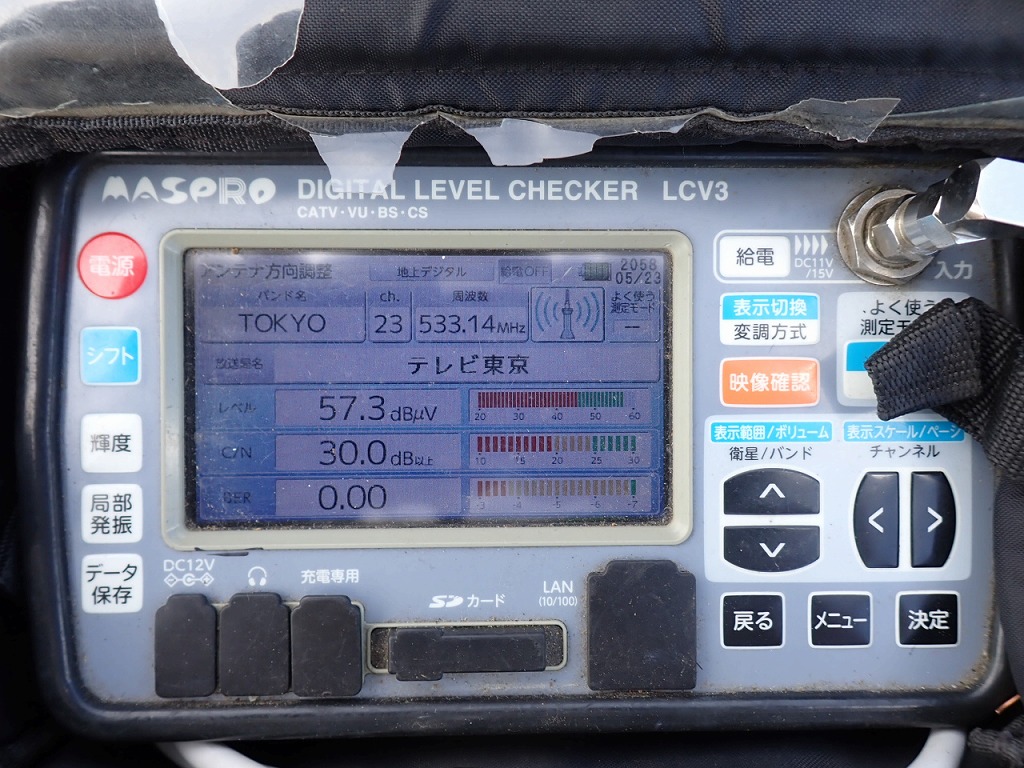 MASPRO DIGITAL LEVEL CHECKER LCV3
CATV・VU・BS・CS
電源
シフト
輝度
局部
発振
データ
保存
アンテナ方向調整 地上デジタル 給電OFF 2058
05/23
バンド名 ch. 周波数 よく使う
測定モード
TOKYO 23 533.14MHz --
放送局名 テレビ東京
レベル 57.3 dBμV
20 30 40 50 60
C/N 30.0 dB以上
10 15 20 25 30
BER 0.00
-3 -4 -5 -6 -7
給電 DC11V
/15V
入力
表示切換
変調方式
よく使う
測定モ
映像確認
表示範囲/ボリューム
衛星/バンド
表示スケール/ページ
チャンネル
戻る
メニュー
決定
DC12V
充電専用
SDカード
LAN
(10/100)